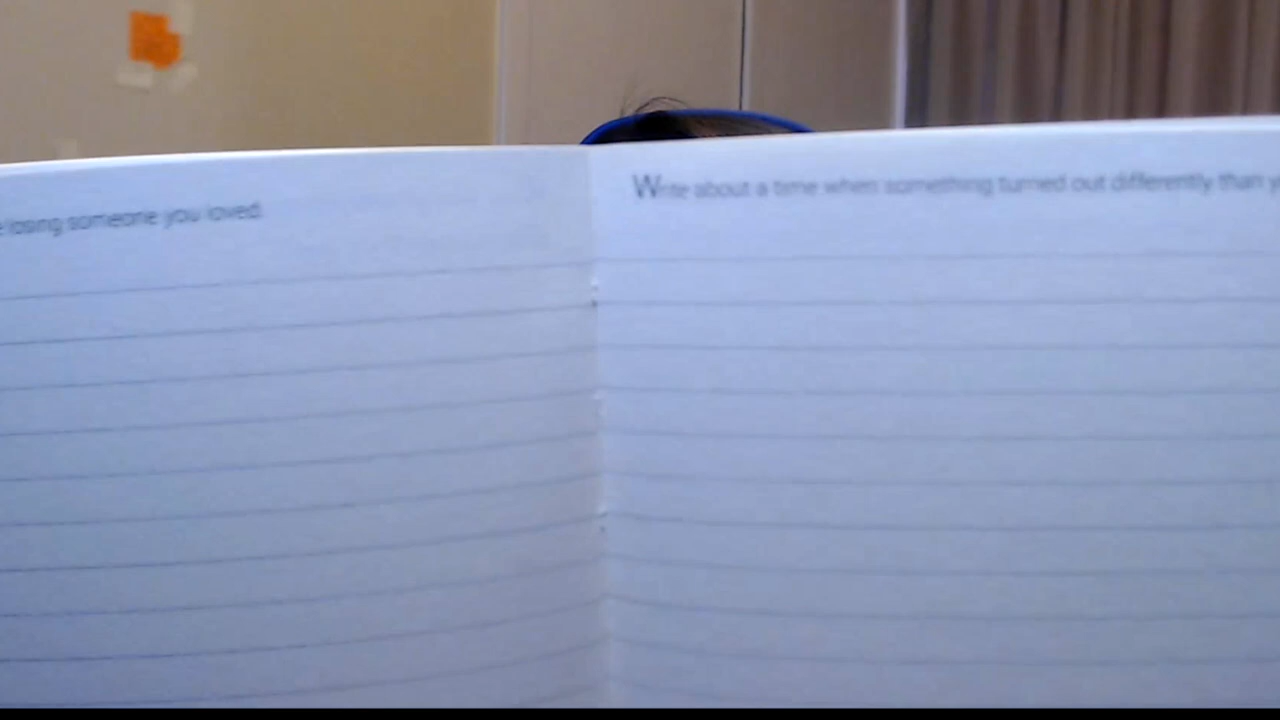 losing someone you loved.
Write about a time when something turned out differently than